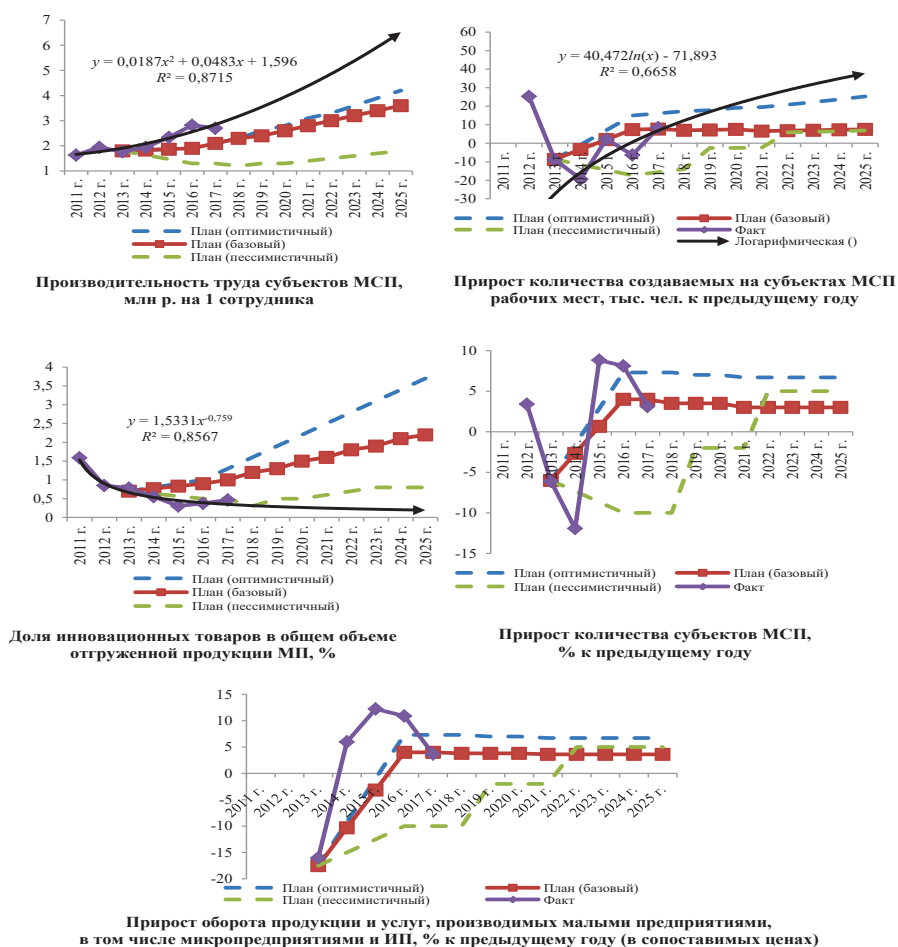 7
6
5
4
3
2
1
y = 0,0187x² + 0,0483x + 1,596
R² = 0,8715
2011 г.
2012 г.
2013 г.
2014 г.
2015 г.
2016 г.
2017 г.
2018 г.
2019 г.
2020 г.
2021 г.
2022 г.
2023 г.
2024 г.
2025 г.
План (оптимистичный)
План (базовый)
План (пессимистичный)
Производительность труда субъектов МСП,
млн р. на 1 сотрудника
60
50
40
30
20
10
0
-10
-20
-30
y = 40,472ln(x) - 71,893
R² = 0,6658
2011 г.
2012 г.
2013 г.
2014 г.
2015 г.
2016 г.
2017 г.
2018 г.
2019 г.
2020 г.
2021 г.
2022 г.
2023 г.
2024 г.
2025 г.
План (оптимистичный)
План (базовый)
План (пессимистичный)
Факт
Логарифмическая ()
Прирост количества создаваемых на субъектах МСП
рабочих мест, тыс. чел. к предыдущему году
4
3,5
3
2,5
2
1,5
1
0,5
0
y = 1,5331x⁻⁰,⁷⁵⁹
R² = 0,8567
2011 г.
2012 г.
2013 г.
2014 г.
2015 г.
2016 г.
2017 г.
2018 г.
2019 г.
2020 г.
2021 г.
2022 г.
2023 г.
2024 г.
2025 г.
План (оптимистичный)
План (базовый)
План (пессимистичный)
Доля инновационных товаров в общем объеме
отгруженной продукции МП, %
10
5
0
-5
-10
-15
2011 г.
2012 г.
2013 г.
2014 г.
2015 г.
2016 г.
2017 г.
2018 г.
2019 г.
2020 г.
2021 г.
2022 г.
2023 г.
2024 г.
2025 г.
План (оптимистичный)
План (базовый)
План (пессимистичный)
Факт
Прирост количества субъектов МСП,
% к предыдущему году
15
10
5
0
-5
-10
-15
-20
2011 г.
2012 г.
2013 г.
2014 г.
2015 г.
2016 г.
2017 г.
2018 г.
2019 г.
2020 г.
2021 г.
2022 г.
2023 г.
2024 г.
2025 г.
План (оптимистичный)
План (базовый)
План (пессимистичный)
Факт
Прирост оборота продукции и услуг, производимых малыми предприятиями,
в том числе микропредприятиями и ИП, % к предыдущему году (в сопоставимых ценах)